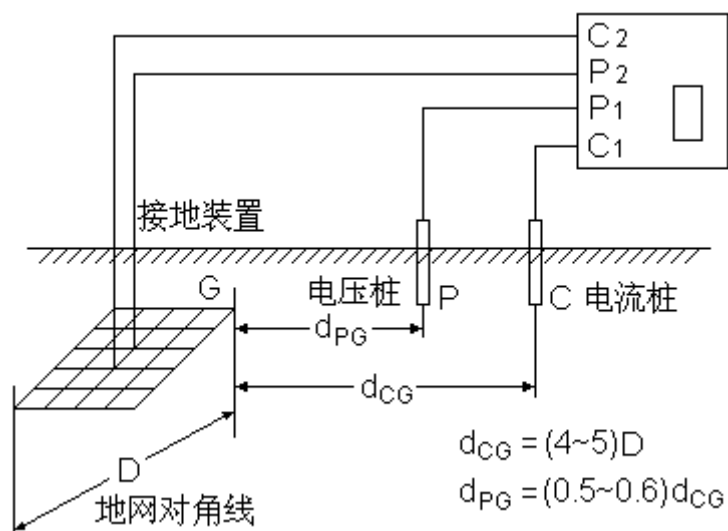 C2
P2
P1
C1
接地装置
G
电压桩
P
C
电流桩
dPG
dCG
D
地网对角线
dCG = (4~5)D
dPG = (0.5~0.6)dCG